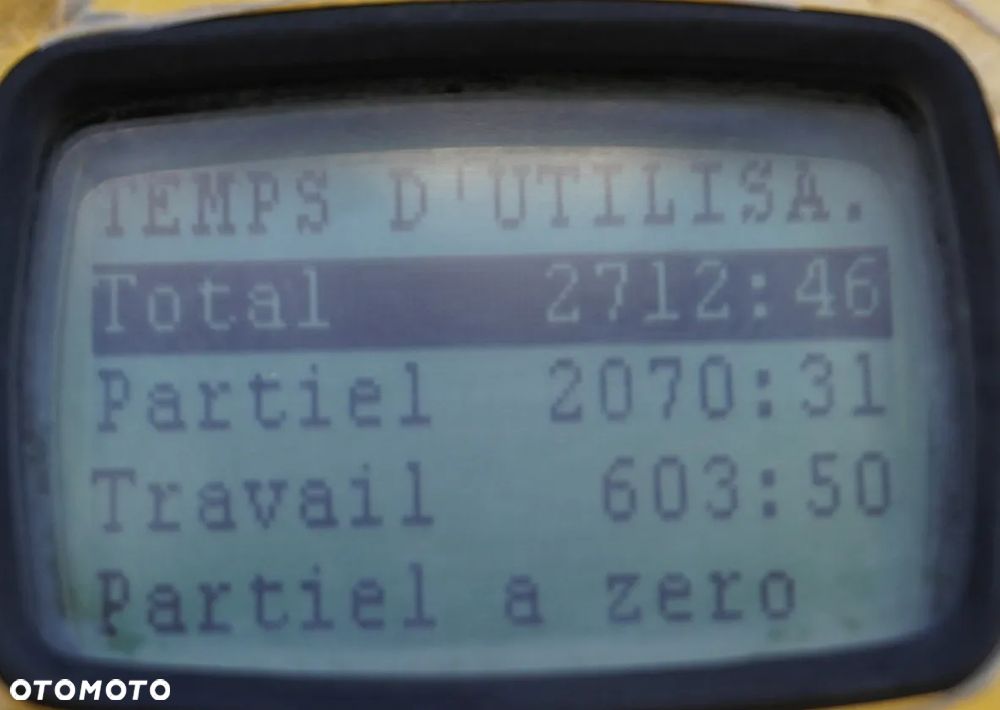 TEMPS D'UTILISA.
Total 2712:46
Partiel 2070:31
Travail 603:50
Partiel a zero
OTOMOTO